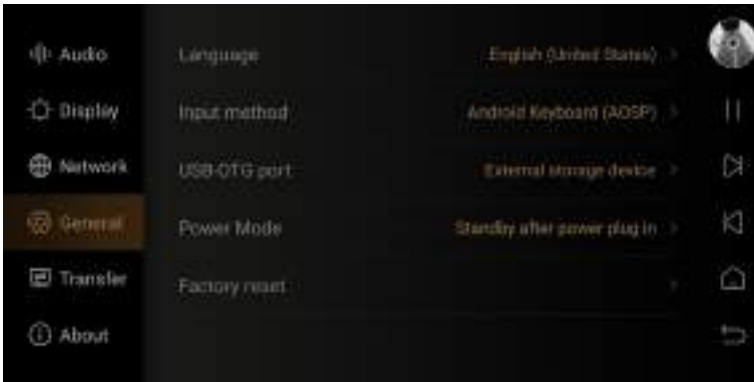 Audio
Display
Network
General
Transfer
About
Language
English (United States)
Input method
Android Keyboard (AOSP)
USB-OTG port
External storage device
Power Mode
Standby after power plug in
Factory reset